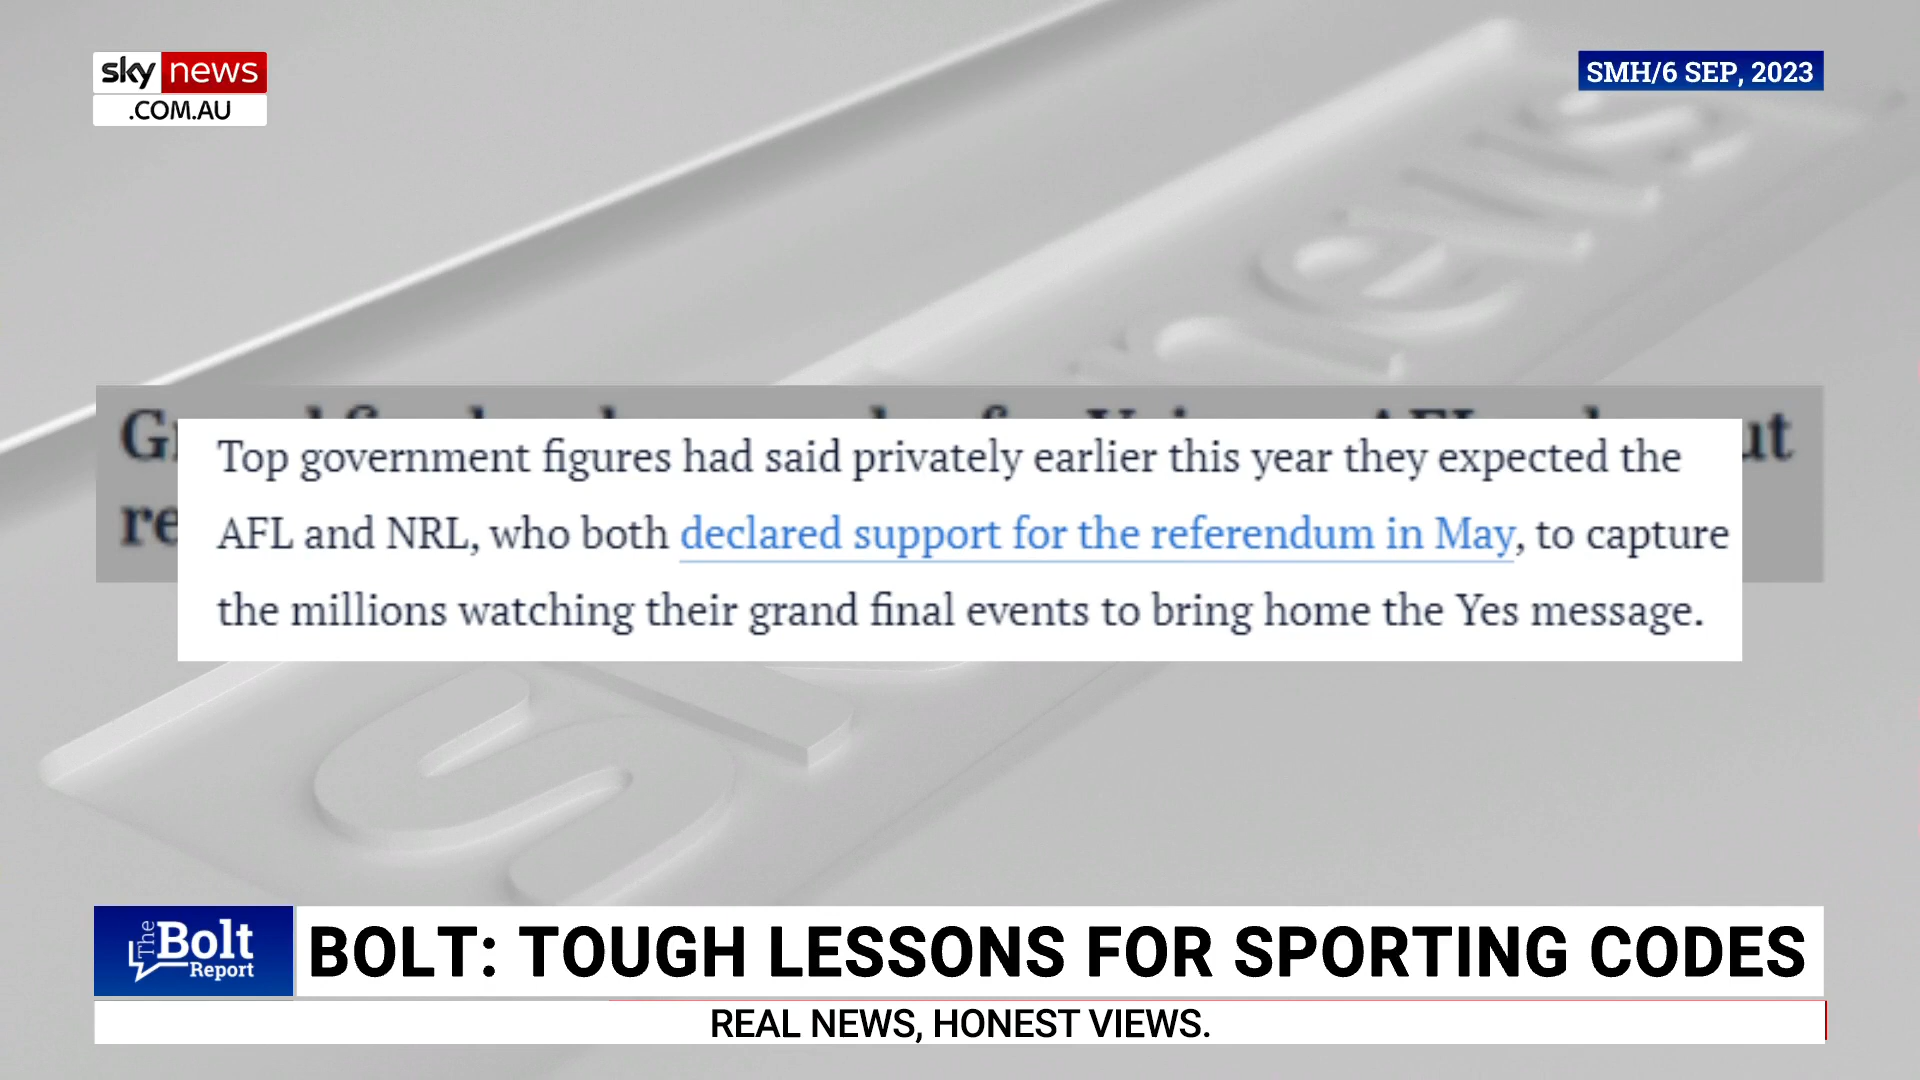 sky news
.COM.AU
SMH/6 SEP, 2023
Top government figures had said privately earlier this year they expected the
AFL and NRL, who both declared support for the referendum in May, to capture
the millions watching their grand final events to bring home the Yes message.
The Bolt Report
BOLT: TOUGH LESSONS FOR SPORTING CODES
REAL NEWS, HONEST VIEWS.